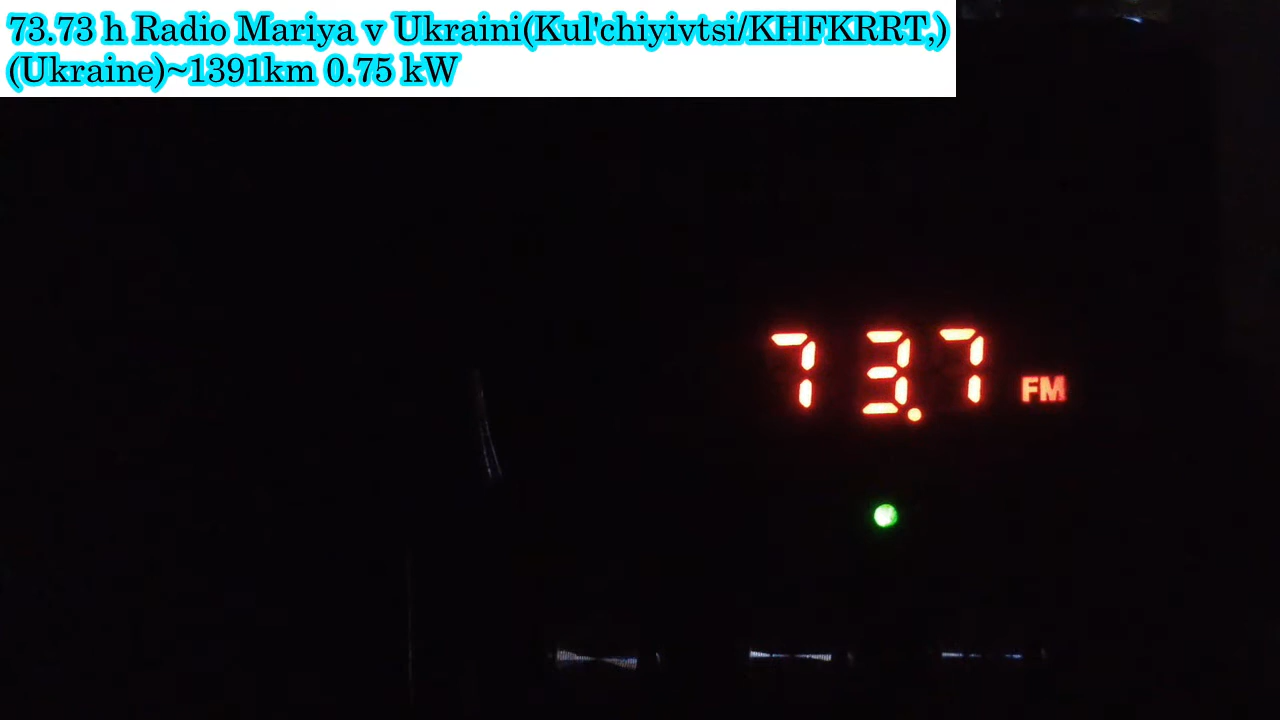 73.73 h Radio Mariya v Ukraini(Kul'chiyivtsi/KHFKRRT,)
(Ukraine)~1391km 0.75 kW
73.7 FM